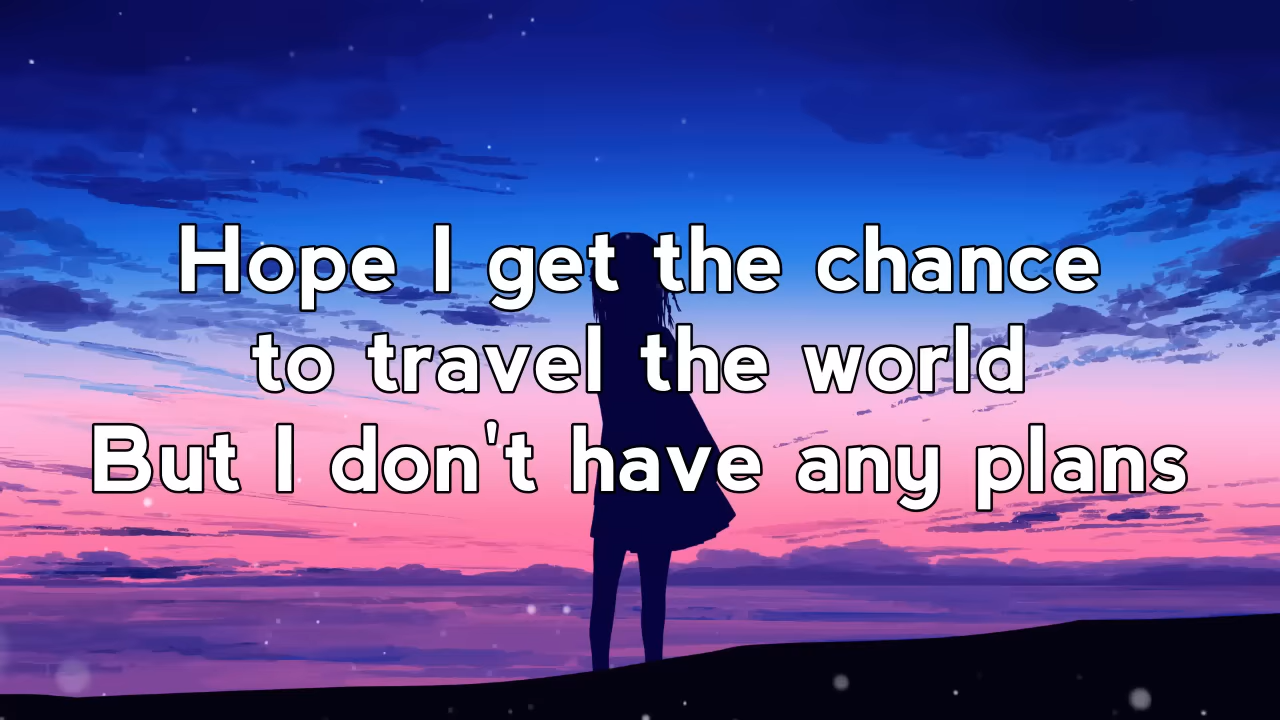 Hope I get the chance
to travel the world
But I don't have any plans